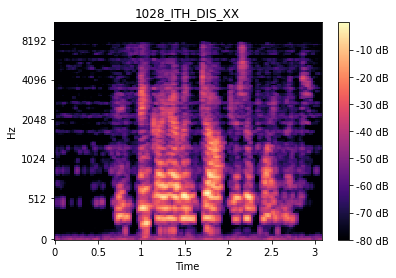 1028_ITH_DIS_XX
8192
4096
2048
1024
512
0
Hz
0
0.5
1
1.5
2
2.5
3
Time
-10 dB
-20 dB
-30 dB
-40 dB
-50 dB
-60 dB
-70 dB
-80 dB